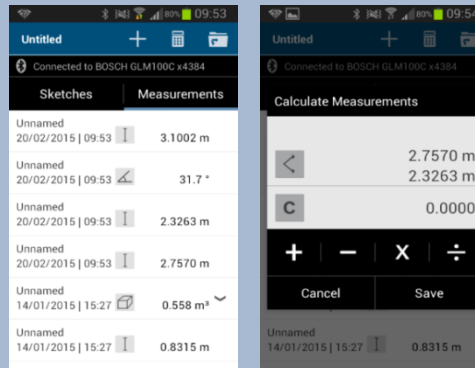 80% 09:53
Untitled
Connected to BOSCH GLM100C x4384
Sketches Measurements
Unnamed
20/02/2015 | 09:53 3.1002 m
Unnamed
20/02/2015 | 09:53 31.7 °
Unnamed
20/02/2015 | 09:53 2.3263 m
Unnamed
20/02/2015 | 09:53 2.7570 m
Unnamed
14/01/2015 | 15:27 0.558 m³
Unnamed
14/01/2015 | 15:27 0.8315 m
80% 09:54
Untitled
Connected to BOSCH GLM100C x4384
Calculate Measurements
2.7570 m
2.3263 m
C 0.0000
+ − x ÷
Cancel Save
Unnamed
14/01/2015 | 15:27 0.8315 m